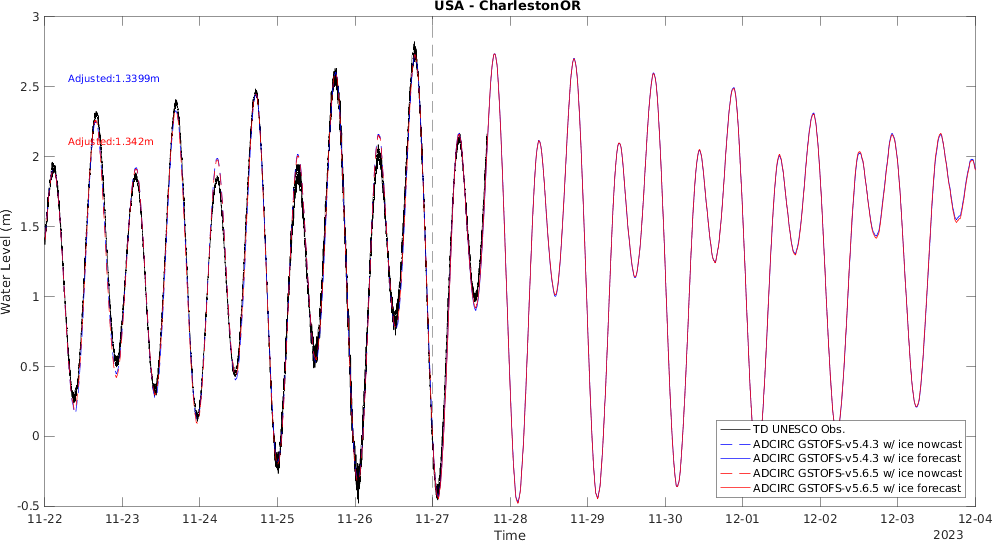 USA - CharlestonOR
3
2.5
2
1.5
1
0.5
0
-0.5
Water Level (m)
Adjusted:1.3399m
Adjusted:1.342m
TD UNESCO Obs.
ADCIRC GSTOFS-v5.4.3 w/ ice nowcast
ADCIRC GSTOFS-v5.4.3 w/ ice forecast
ADCIRC GSTOFS-v5.6.5 w/ ice nowcast
ADCIRC GSTOFS-v5.6.5 w/ ice forecast
11-22 11-23 11-24 11-25 11-26 11-27 11-28 11-29 11-30 12-01 12-02 12-03 12-04
Time
2023